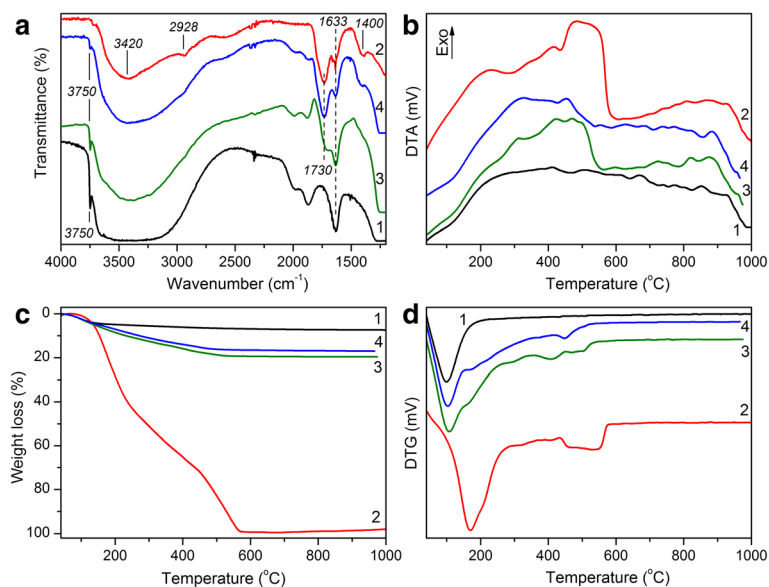 a
3420
2928
1633
1400
3750
2
4
3
1
1730
3750
Transmittance (%)
4000 3500 3000 2500 2000 1500
Wavenumber (cm-1)
b
Exo
2
4
3
1
DTA (mV)
200 400 600 800 1000
Temperature (oC)
c
0
20
40
60
80
100
1
4
3
2
Weight loss (%)
200 400 600 800 1000
Temperature (oC)
d
1
4
3
2
DTG (mV)
200 400 600 800 1000
Temperature (oC)